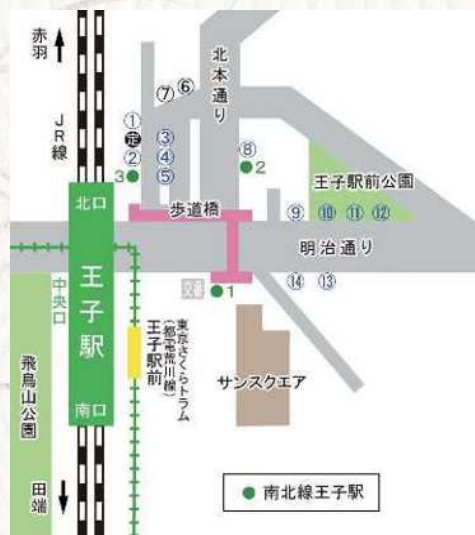 赤羽
JR線
北本通り
⑦
⑥
①
定
②
③
④
⑤
⑧
3
2
北口
歩道橋
王子駅前公園
⑨
⑩
⑪
⑫
明治通り
中央口
王子駅
交番
1
⑭
⑬
飛鳥山公園
東京さくらトラム
(都電荒川線)
王子駅前
サンスクエア
南口
田端
南北線王子駅